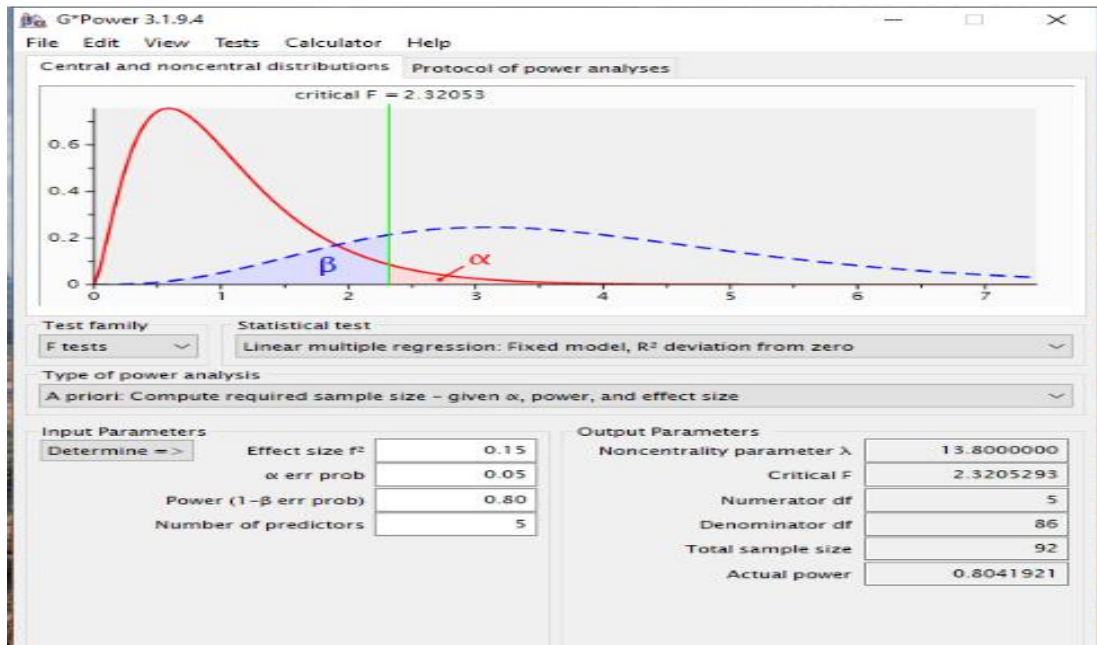 G*Power 3.1.9.4
File Edit View Tests Calculator Help
Central and noncentral distributions Protocol of power analyses
critical F = 2.32053
0.6
0.4
0.2
0
β
α
0 1 2 3 4 5 6 7
Test family Statistical test
F tests Linear multiple regression: Fixed model, R² deviation from zero
Type of power analysis
A priori: Compute required sample size – given α, power, and effect size
Input Parameters Output Parameters
Determine => Effect size f² 0.15 Noncentrality parameter λ 13.8000000
α err prob 0.05 Critical F 2.3205293
Power (1-β err prob) 0.80 Numerator df 5
Number of predictors 5 Denominator df 86
Total sample size 92
Actual power 0.8041921